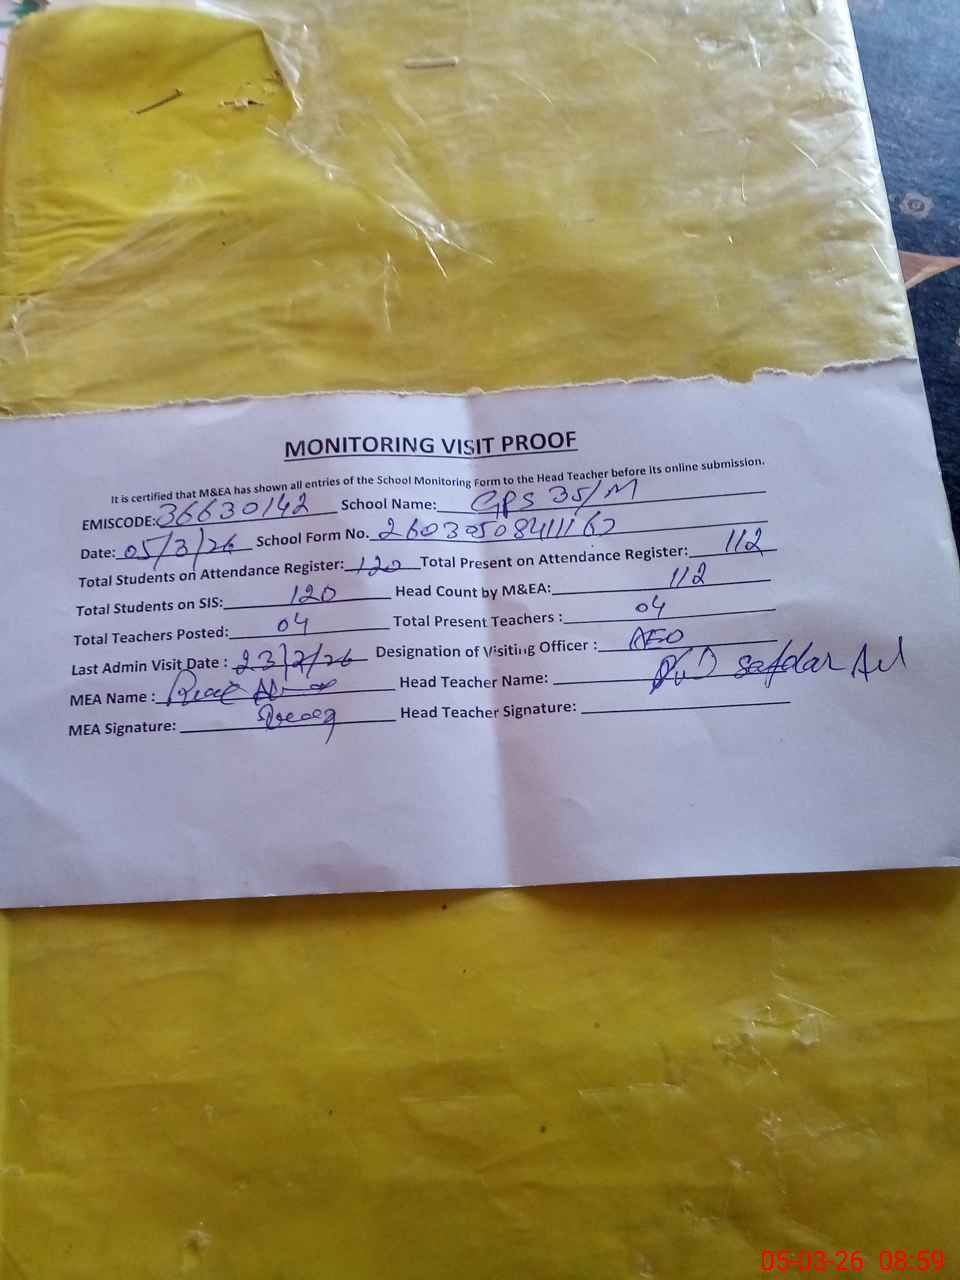 MONITORING VISIT PROOF
It is certified that M&EA has shown all entries of the School Monitoring Form to the Head Teacher before its online submission.
EMISCODE: 36630142 School Name: GPS 35/M
Date: 05/3/26 School Form No. 2603050841116
Total Students on Attendance Register: 120 Total Present on Attendance Register: 112
Total Students on SIS: 120 Head Count by M&EA: 112
Total Teachers Posted: 04 Total Present Teachers : 04
Last Admin Visit Date : 23/2/26 Designation of Visiting Officer : AEO
MEA Name : Head Teacher Name: safdar Ali
MEA Signature: Head Teacher Signature:
05-03-26 08:59